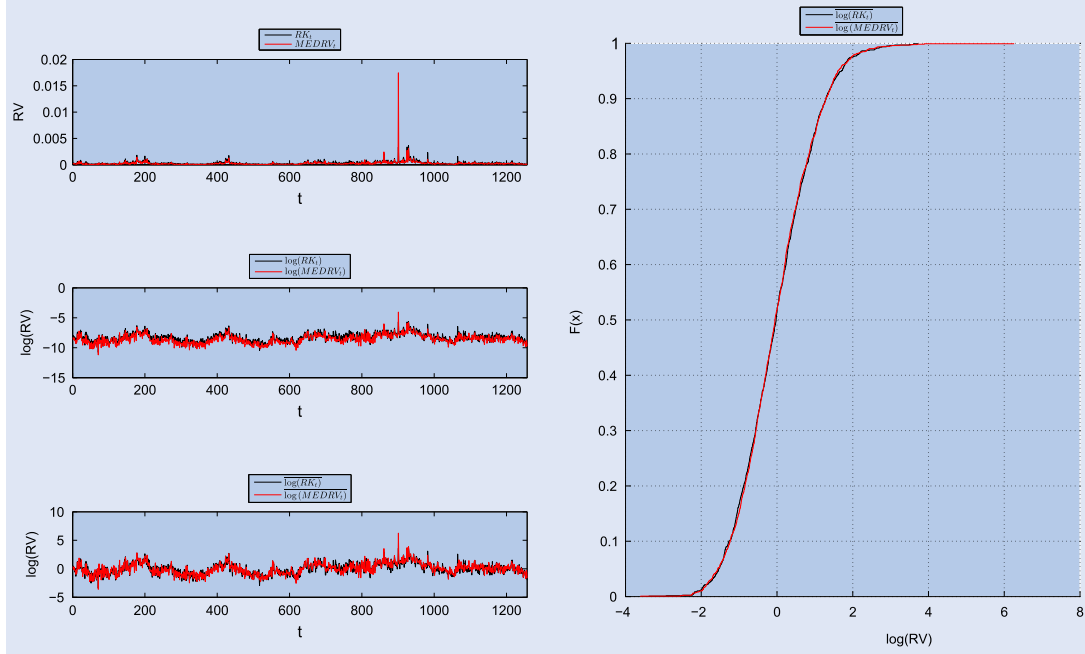 RK_t
MEDRV_t
0.02
0.015
0.01
0.005
0
RV
0 200 400 600 800 1000 1200
t
log(RK_t)
log(MEDRV_t)
0
−5
−10
−15
log(RV)
0 200 400 600 800 1000 1200
t
log(RK_t)
log(MEDRV_t)
10
5
0
−5
log(RV)
0 200 400 600 800 1000 1200
t
log(RK_t)
log(MEDRV_t)
1
0.9
0.8
0.7
0.6
0.5
0.4
0.3
0.2
0.1
0
F(x)
−4 −2 0 2 4 6 8
log(RV)